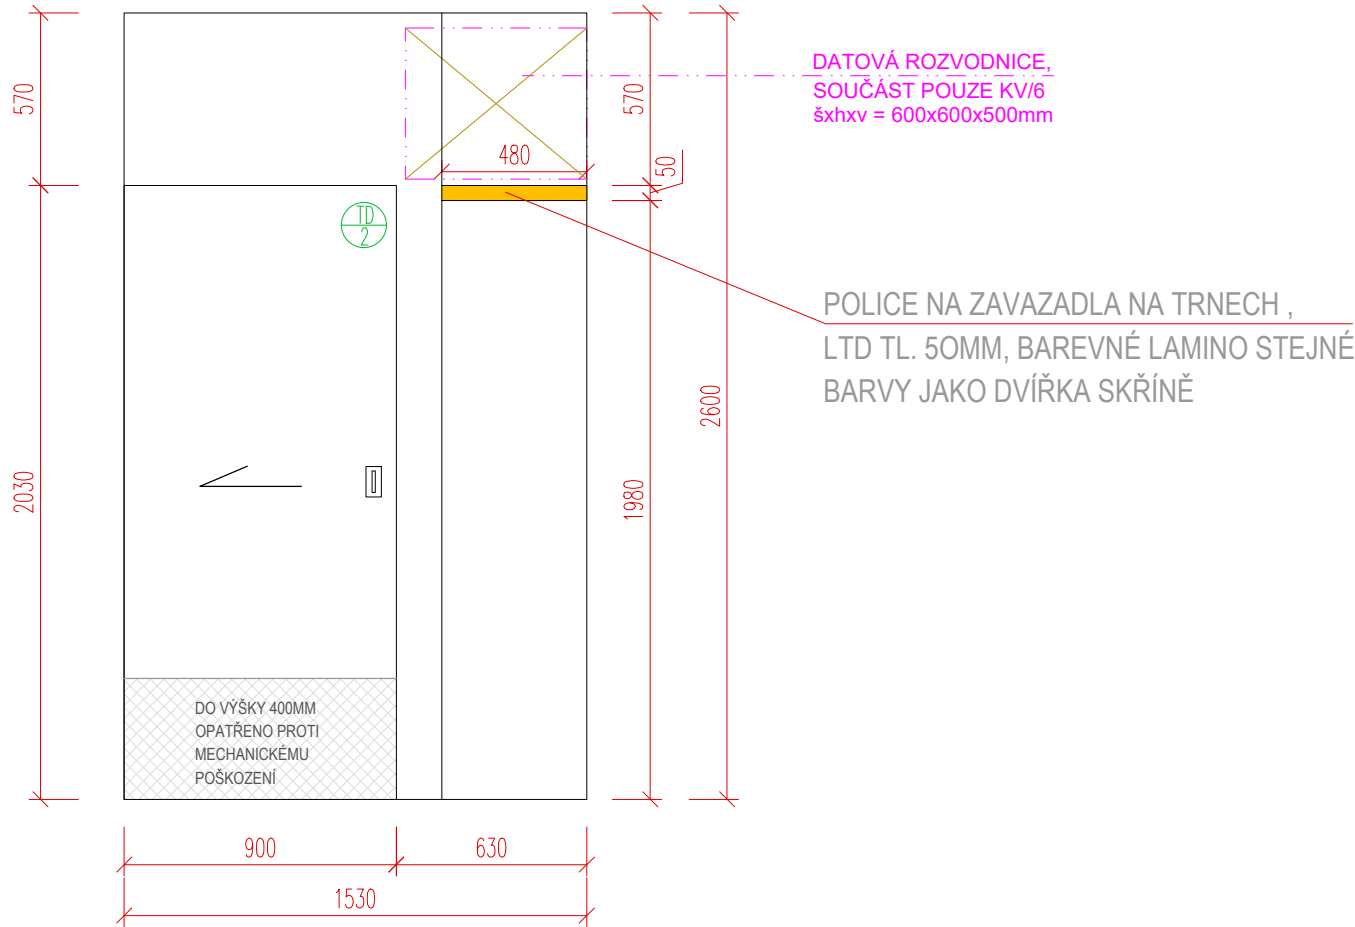 DATOVÁ ROZVODNICE,
SOUČÁST POUZE KV/6
šxhxv = 600x600x500mm
570
570
480
50
TD
2
POLICE NA ZAVAZADLA NA TRNECH ,
LTD TL. 5OMM, BAREVNÉ LAMINO STEJNÉ
BARVY JAKO DVÍŘKA SKŘÍNĚ
2600
2030
1980
DO VÝŠKY 400MM
OPATŘENO PROTI
MECHANICKÉMU
POŠKOZENÍ
900
630
1530